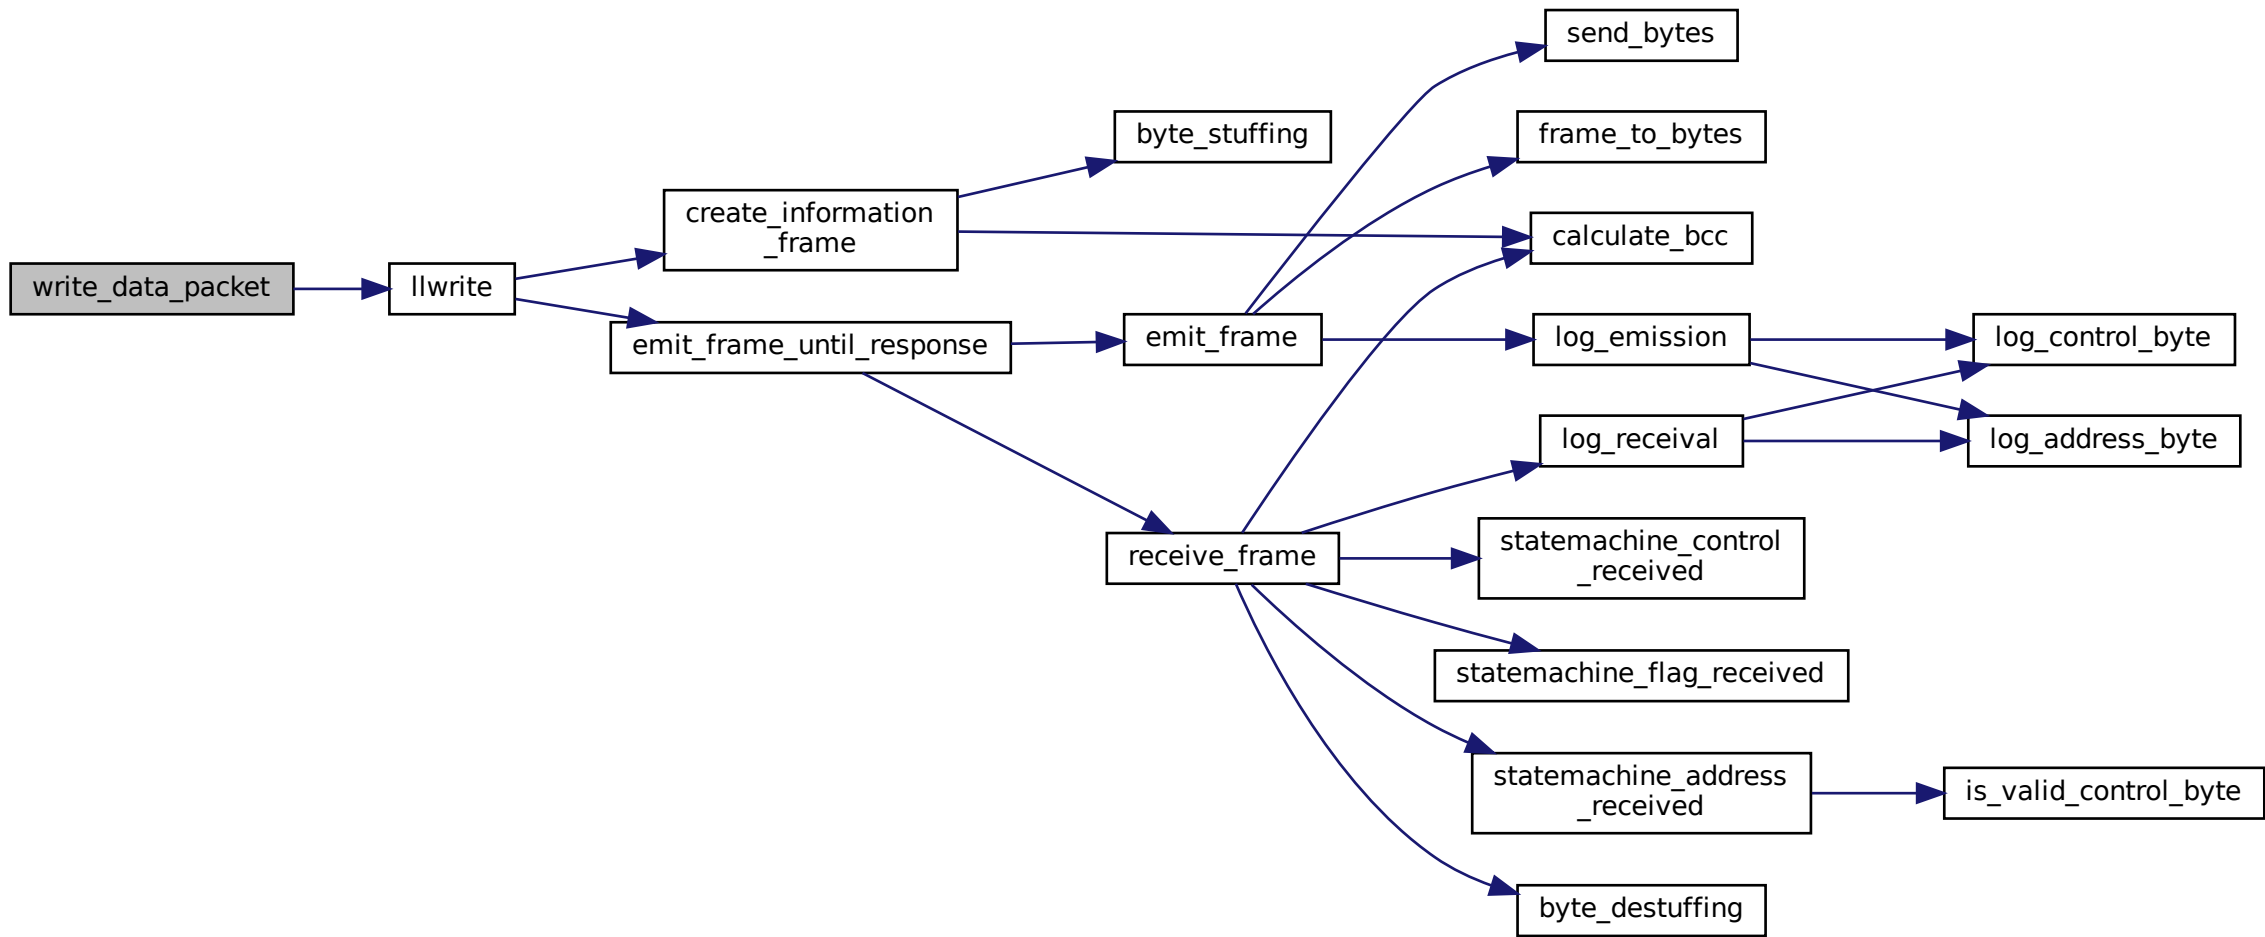 write_data_packet
llwrite
create_information
_frame
emit_frame_until_response
byte_stuffing
emit_frame
receive_frame
send_bytes
frame_to_bytes
calculate_bcc
log_emission
log_receival
statemachine_control
_received
statemachine_flag_received
statemachine_address
_received
byte_destuffing
log_control_byte
log_address_byte
is_valid_control_byte